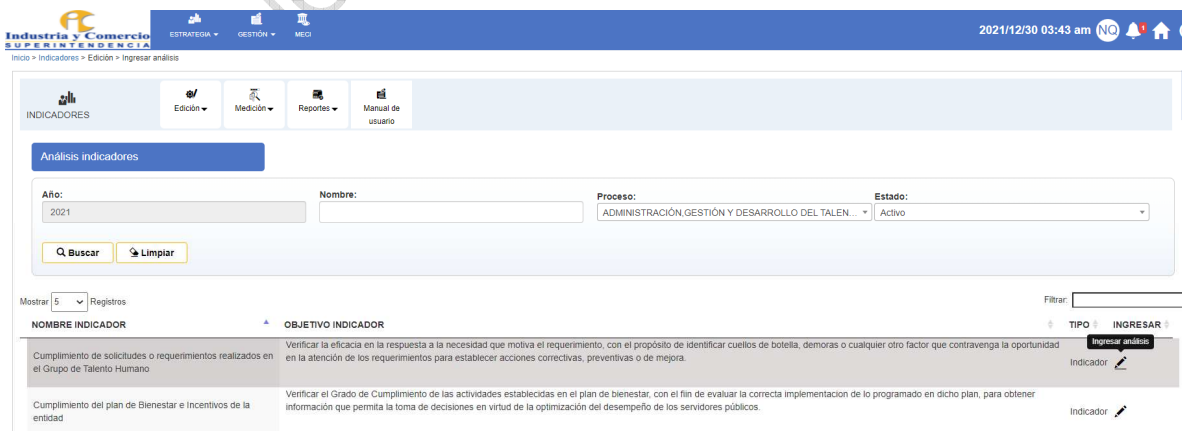 Industria y Comercio
SUPERINTENDENCIA
ESTRATEGIA
GESTIÓN
MECI
2021/12/30 03:43 am
NQ
1
Inicio > Indicadores > Edición > Ingresar análisis
INDICADORES
Edición
Medición
Reportes
Manual de
usuario
Análisis indicadores
Año:
Nombre:
Proceso:
Estado:
2021
ADMINISTRACIÓN,GESTIÓN Y DESARROLLO DEL TALEN...
Activo
Buscar
Limpiar
Mostrar 5 Registros
Filtrar:
NOMBRE INDICADOR
OBJETIVO INDICADOR
TIPO
INGRESAR
Ingresar análisis
Cumplimiento de solicitudes o requerimientos realizados en
el Grupo de Talento Humano
Verificar la eficacia en la respuesta a la necesidad que motiva el requerimiento, con el propósito de identificar cuellos de botella, demoras o cualquier otro factor que contravenga la oportunidad
en la atención de los requerimientos para establecer acciones correctivas, preventivas o de mejora.
Indicador
Cumplimiento del plan de Bienestar e Incentivos de la
entidad
Verificar el Grado de Cumplimiento de las actividades establecidas en el plan de bienestar, con el fiin de evaluar la correcta implementacion de lo programado en dicho plan, para obtener
información que permita la toma de decisiones en virtud de la optimización del desempeño de los servidores públicos.
Indicador